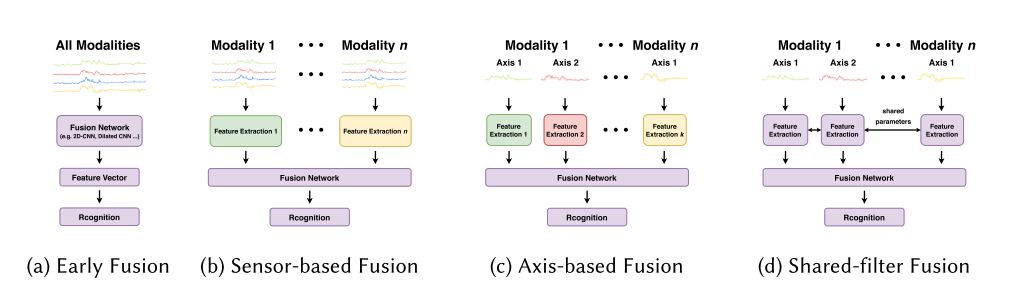 All Modalities
Fusion Network
(e.g. 2D-CNN, Dilated CNN ...)
Feature Vector
Rcognition
(a) Early Fusion
Modality 1 • • • Modality n
• • •
Feature Extraction 1 • • • Feature Extraction n
Fusion Network
Rcognition
(b) Sensor-based Fusion
Modality 1 • • • Modality n
Axis 1 Axis 2 Axis 1
• • •
Feature Extraction 1
Feature Extraction 2
• • •
Feature Extraction k
Fusion Network
Rcognition
(c) Axis-based Fusion
Modality 1 • • • Modality n
Axis 1 Axis 2 Axis 1
• • •
Feature Extraction
Feature Extraction
shared parameters
Feature Extraction
Fusion Network
Rcognition
(d) Shared-filter Fusion